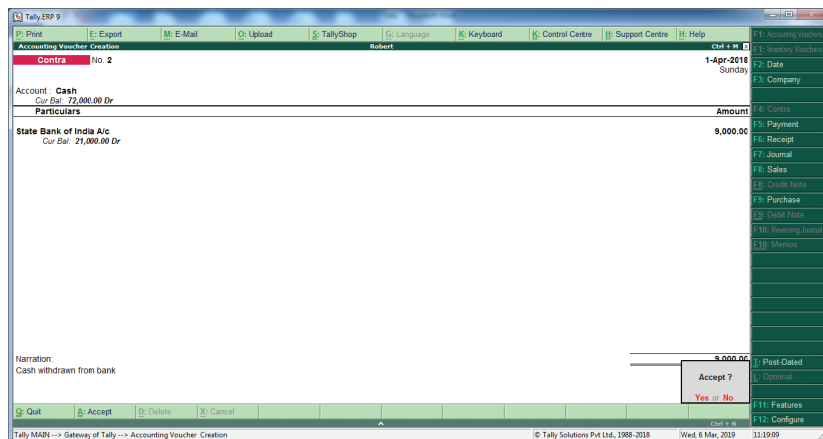 Tally.ERP 9
P: Print E: Export M: E-Mail O: Upload S: TallyShop G: Language K: Keyboard K: Control Centre H: Support Centre H: Help
Accounting Voucher Creation Robert Ctrl + M
Contra No. 2 1-Apr-2018
Sunday
Account : Cash
Cur Bal: 72,000.00 Dr
Particulars Amount
State Bank of India A/c 9,000.00
Cur Bal: 21,000.00 Dr
Narration: 9,000.00
Cash withdrawn from bank
Accept ?
Yes or No
Q: Quit A: Accept D: Delete X: Cancel
Ctrl + N
Tally MAIN --> Gateway of Tally --> Accounting Voucher Creation © Tally Solutions Pvt Ltd., 1988-2018 Wed, 6 Mar, 2019 11:19:09
F1: Accounting Vouchers
F1: Inventory Vouchers
F2: Date
F3: Company
F4: Contra
F5: Payment
F6: Receipt
F7: Journal
F8: Sales
F8: Credit Note
F9: Purchase
F9: Debit Note
F10: Reversing Journal
F10: Memos
T: Post-Dated
L: Optional
F11: Features
F12: Configure